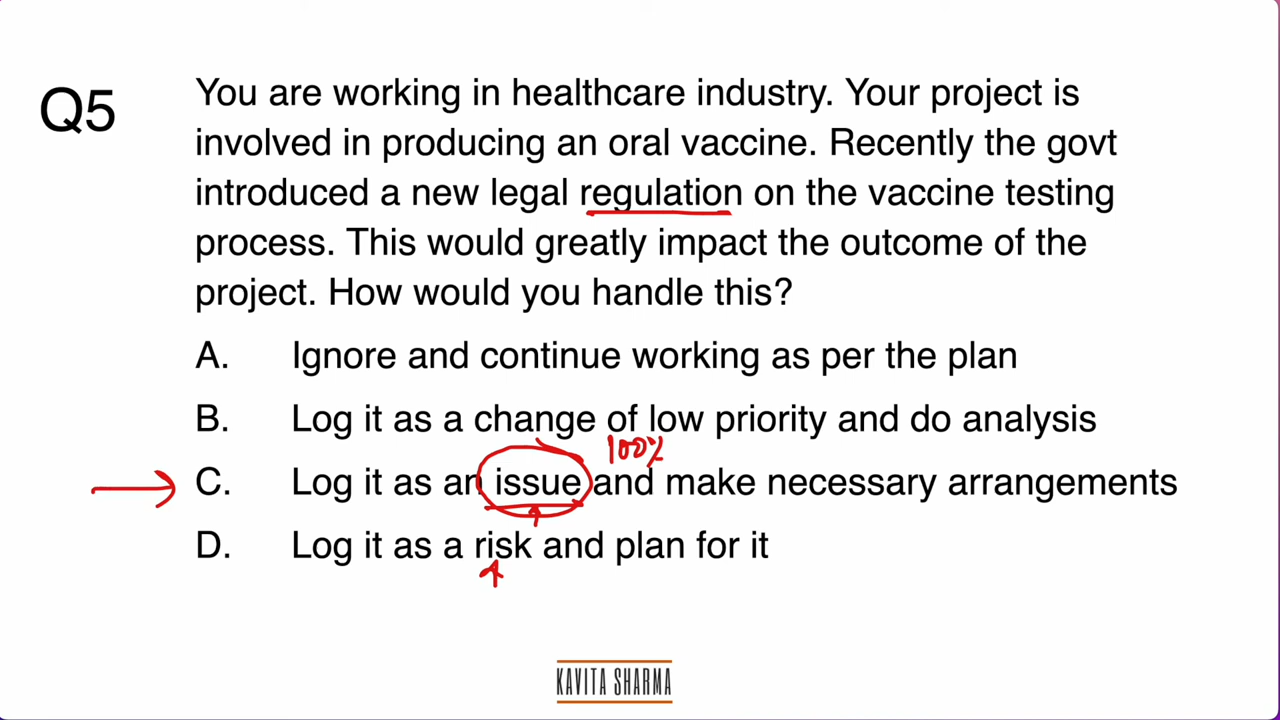 Q5
You are working in healthcare industry. Your project is
involved in producing an oral vaccine. Recently the govt
introduced a new legal regulation on the vaccine testing
process. This would greatly impact the outcome of the
project. How would you handle this?
A. Ignore and continue working as per the plan
B. Log it as a change of low priority and do analysis
100%
C. Log it as an issue and make necessary arrangements
D. Log it as a risk and plan for it
KAVITA SHARMA